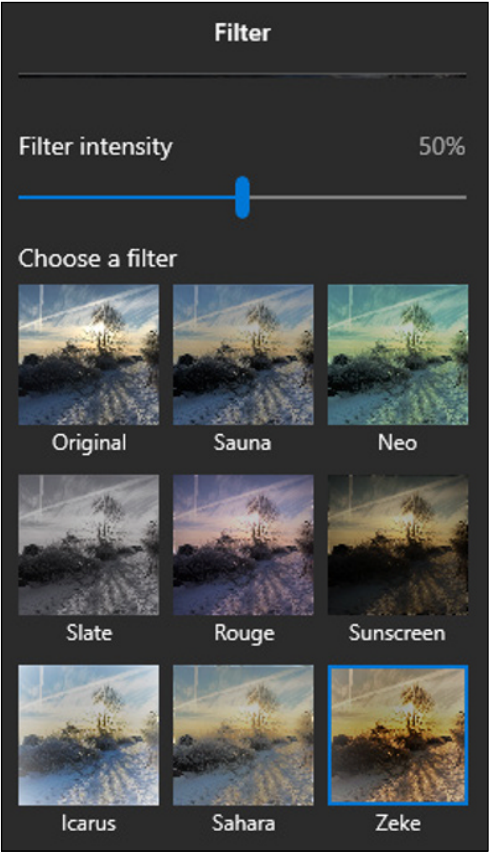 Filter
Filter intensity 50%
Choose a filter
Original Sauna Neo
Slate Rouge Sunscreen
Icarus Sahara Zeke